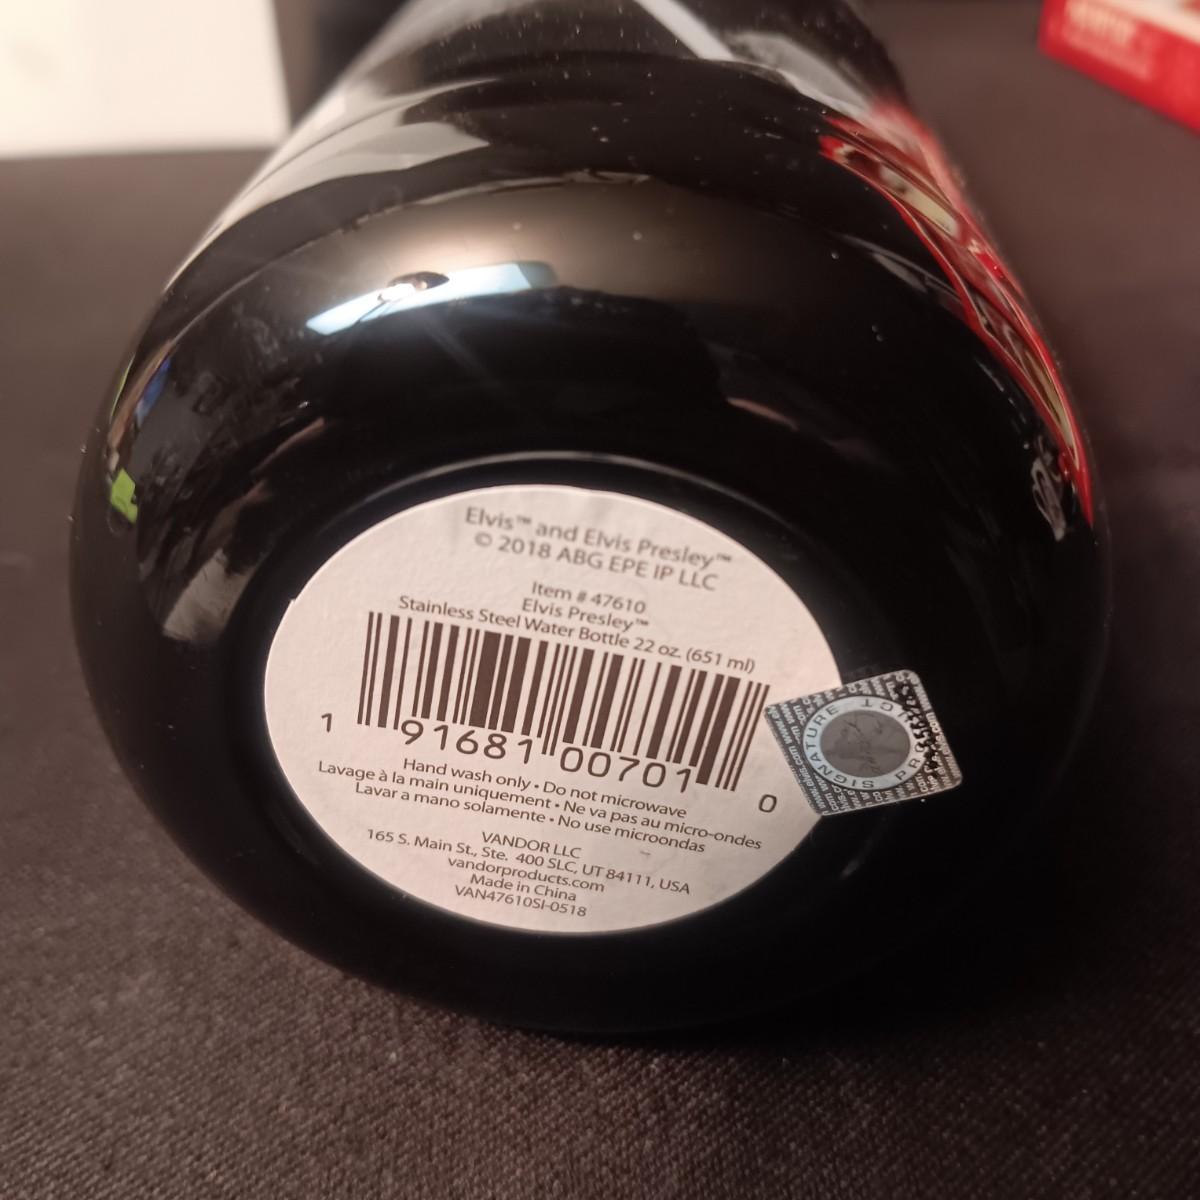 Elvis™ and Elvis Presley™
© 2018 ABG EPE IP LLC
Item # 47610
Elvis Presley™
Stainless Steel Water Bottle 22 oz. (651 ml)
1 91681 00701 0
Hand wash only • Do not microwave
Lavage à la main uniquement • Ne va pas au micro-ondes
Lavar a mano solamente • No use microondas
VANDOR LLC
165 S. Main St., Ste. 400 SLC, UT 84111, USA
vandorproducts.com
Made in China
VAN47610SI-0518
SIGNATURE PRODUCT